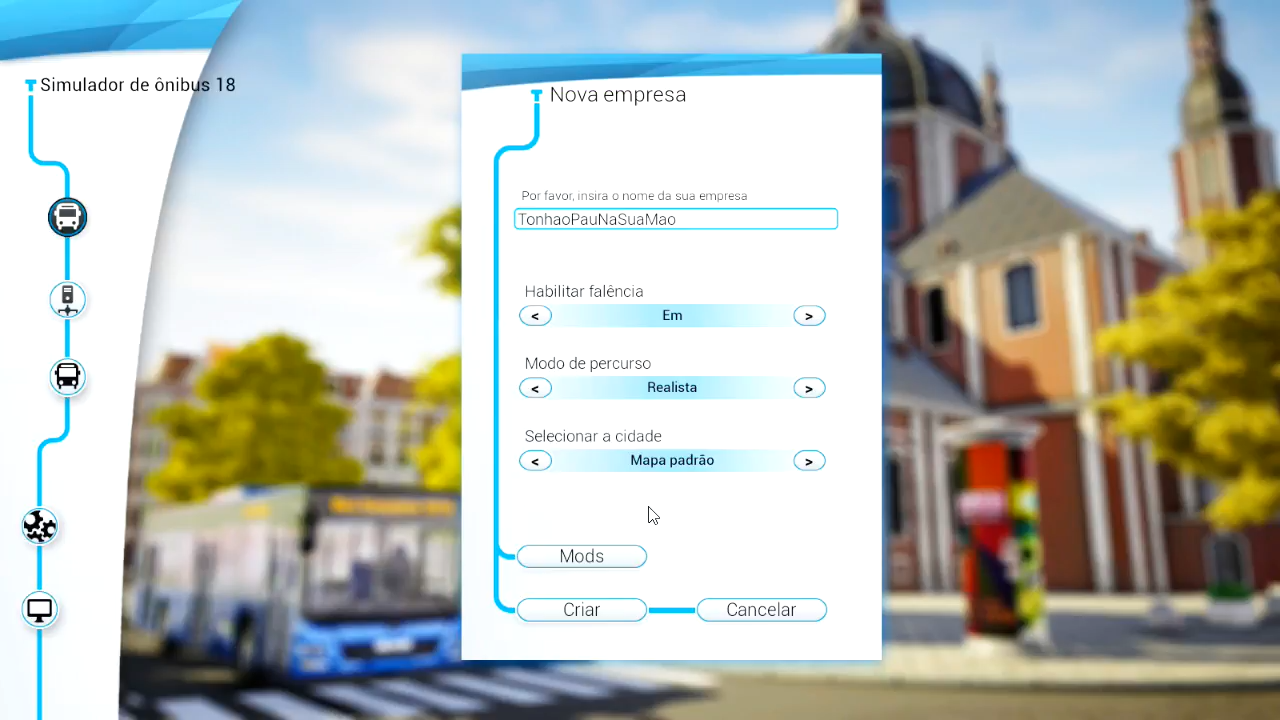 Simulador de ônibus 18
Nova empresa
Por favor, insira o nome da sua empresa
TonhaoPauNaSuaMao
Habilitar falência
< Em >
Modo de percurso
< Realista >
Selecionar a cidade
< Mapa padrão >
Mods
Criar
Cancelar